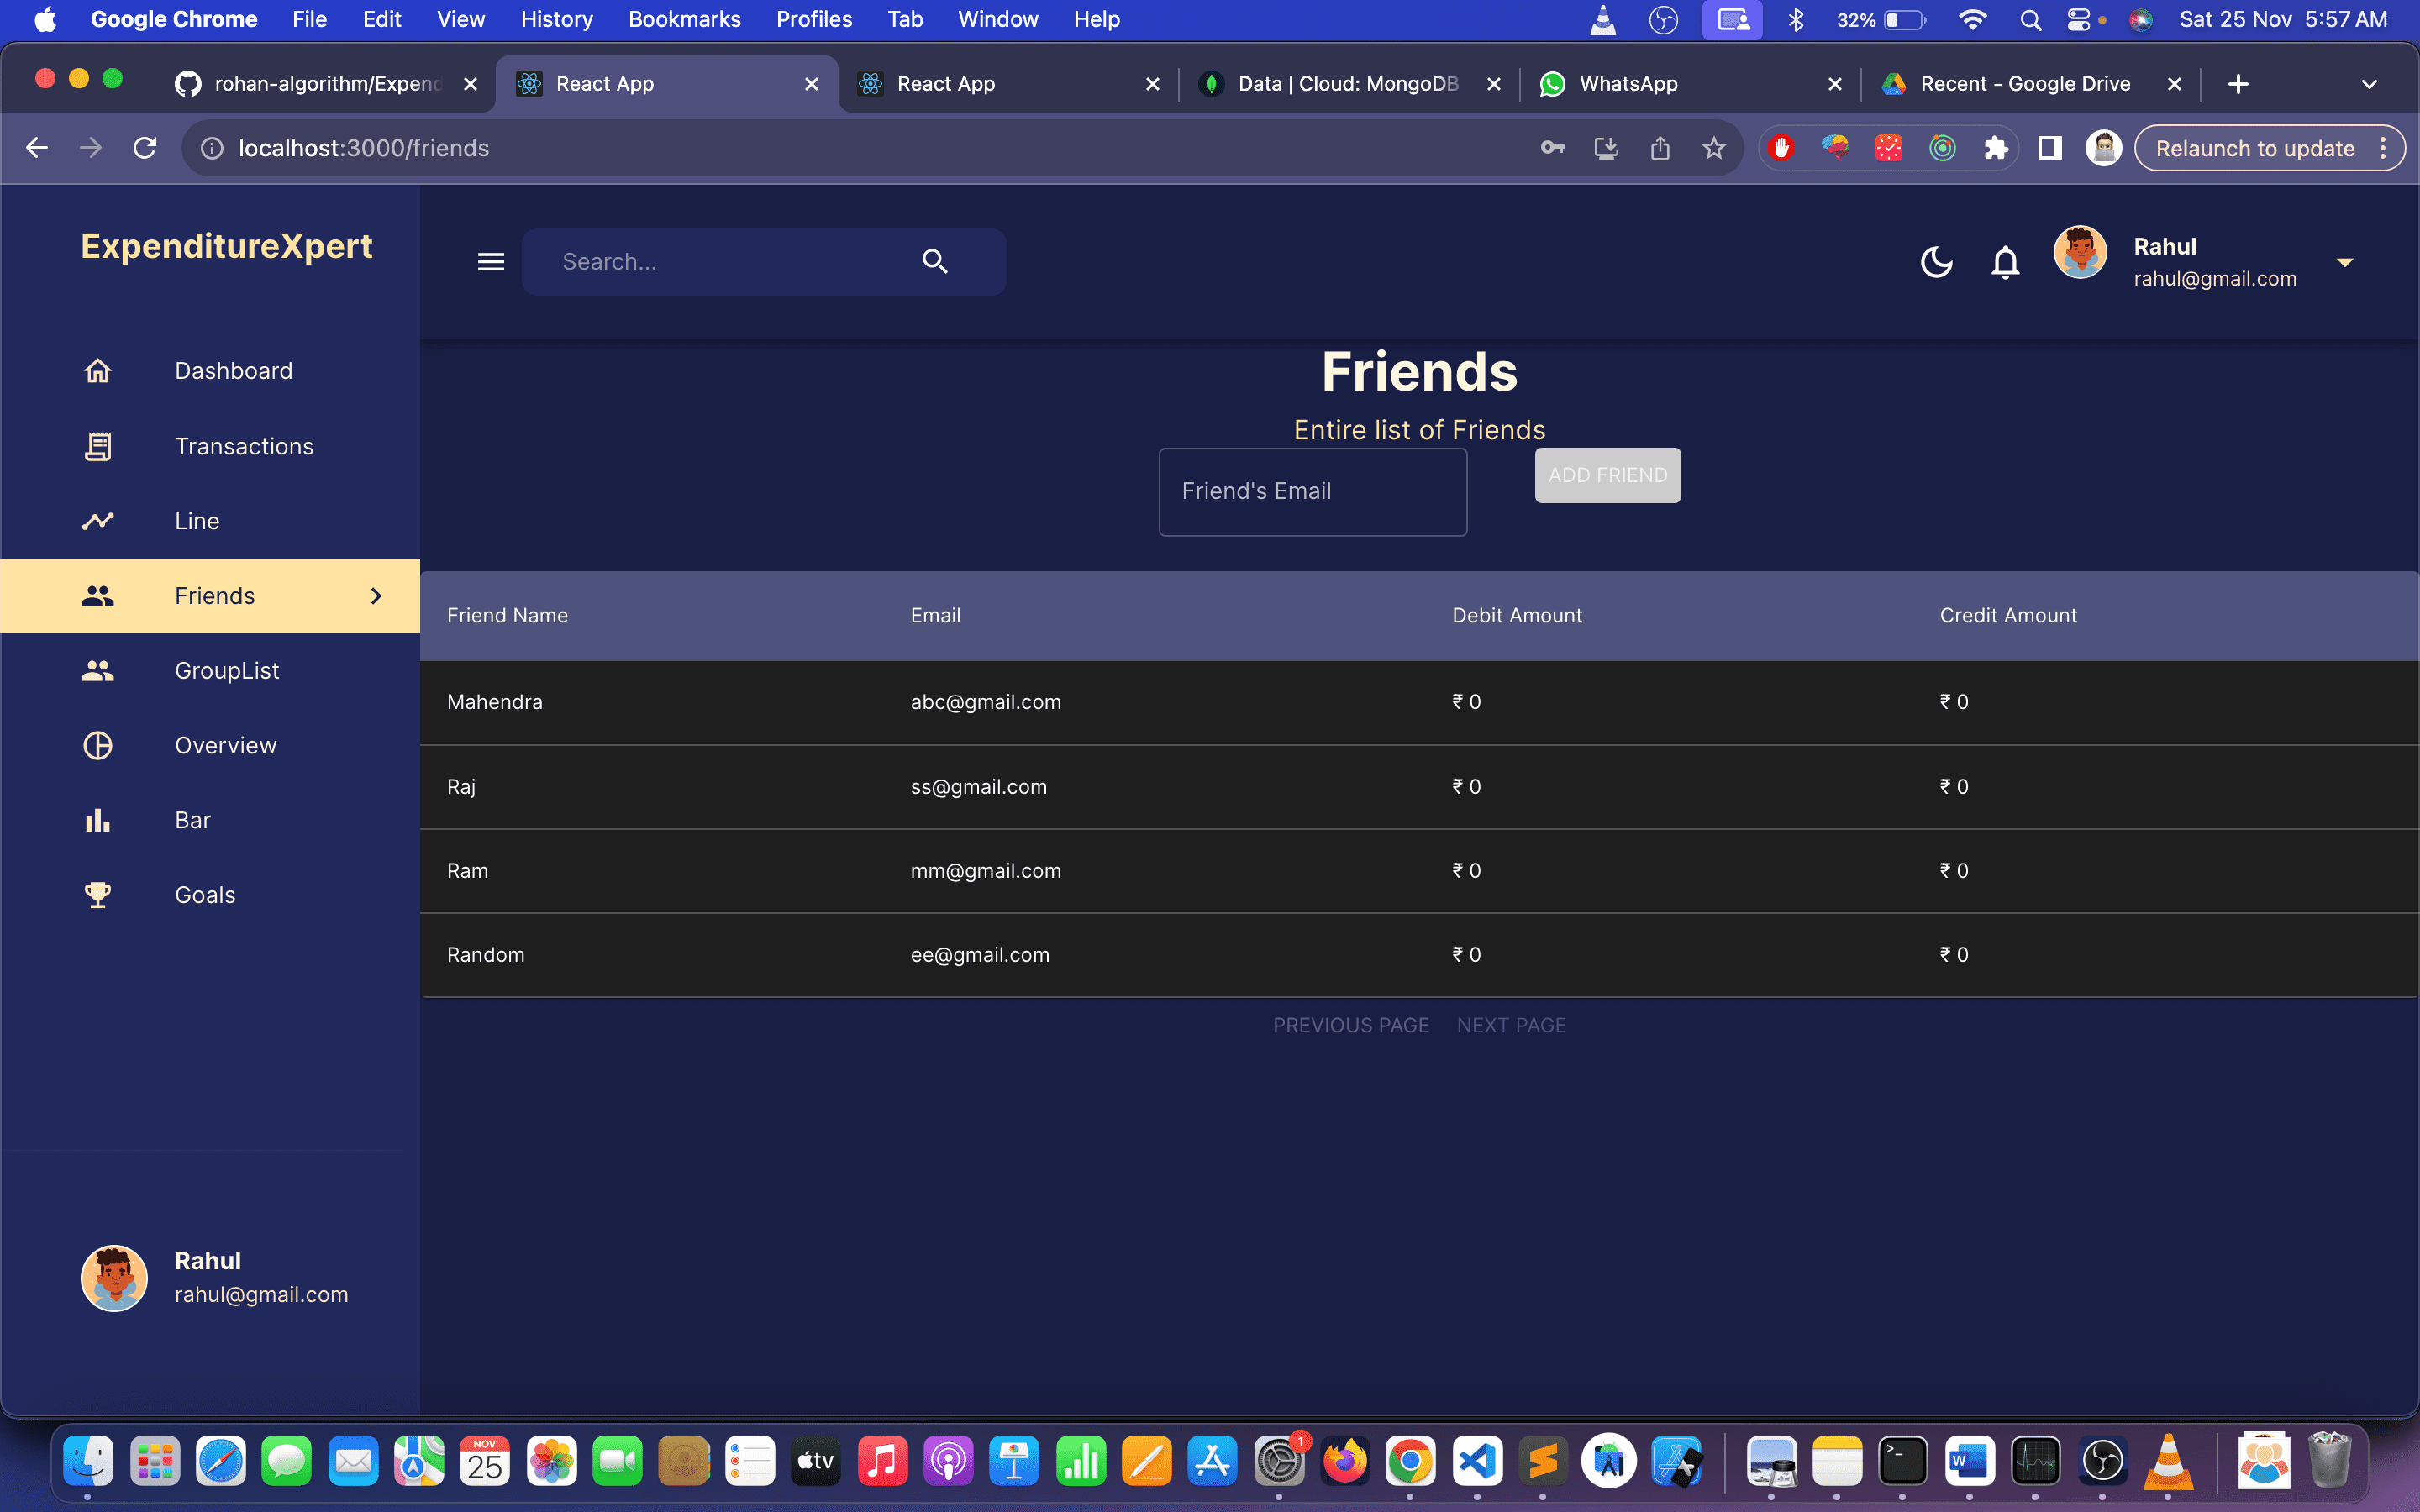 Google Chrome File Edit View History Bookmarks Profiles Tab Window Help 32% Sat 25 Nov 5:57 AM
rohan-algorithm/Expend React App React App Data | Cloud: MongoDB WhatsApp Recent - Google Drive
localhost:3000/friends Relaunch to update
ExpenditureXpert
Search...
Rahul
rahul@gmail.com
Dashboard
Transactions
Line
Friends
GroupList
Overview
Bar
Goals
Rahul
rahul@gmail.com
Friends
Entire list of Friends
Friend's Email ADD FRIEND
Friend Name Email Debit Amount Credit Amount
Mahendra abc@gmail.com ₹ 0 ₹ 0
Raj ss@gmail.com ₹ 0 ₹ 0
Ram mm@gmail.com ₹ 0 ₹ 0
Random ee@gmail.com ₹ 0 ₹ 0
PREVIOUS PAGE NEXT PAGE
NOV
25
tv
1
W